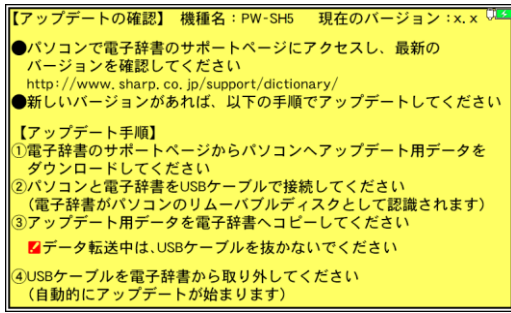 【アップデートの確認】 機種名：PW-SH5 現在のバージョン：x.x
●パソコンで電子辞書のサポートページにアクセスし、最新の
バージョンを確認してください
http://www.sharp.co.jp/support/dictionary/
●新しいバージョンがあれば、以下の手順でアップデートしてください
【アップデート手順】
①電子辞書のサポートページからパソコンへアップデート用データを
ダウンロードしてください
②パソコンと電子辞書をUSBケーブルで接続してください
（電子辞書がパソコンのリムーバブルディスクとして認識されます）
③アップデート用データを電子辞書へコピーしてください
データ転送中は、USBケーブルを抜かないでください
④USBケーブルを電子辞書から取り外してください
（自動的にアップデートが始まります）